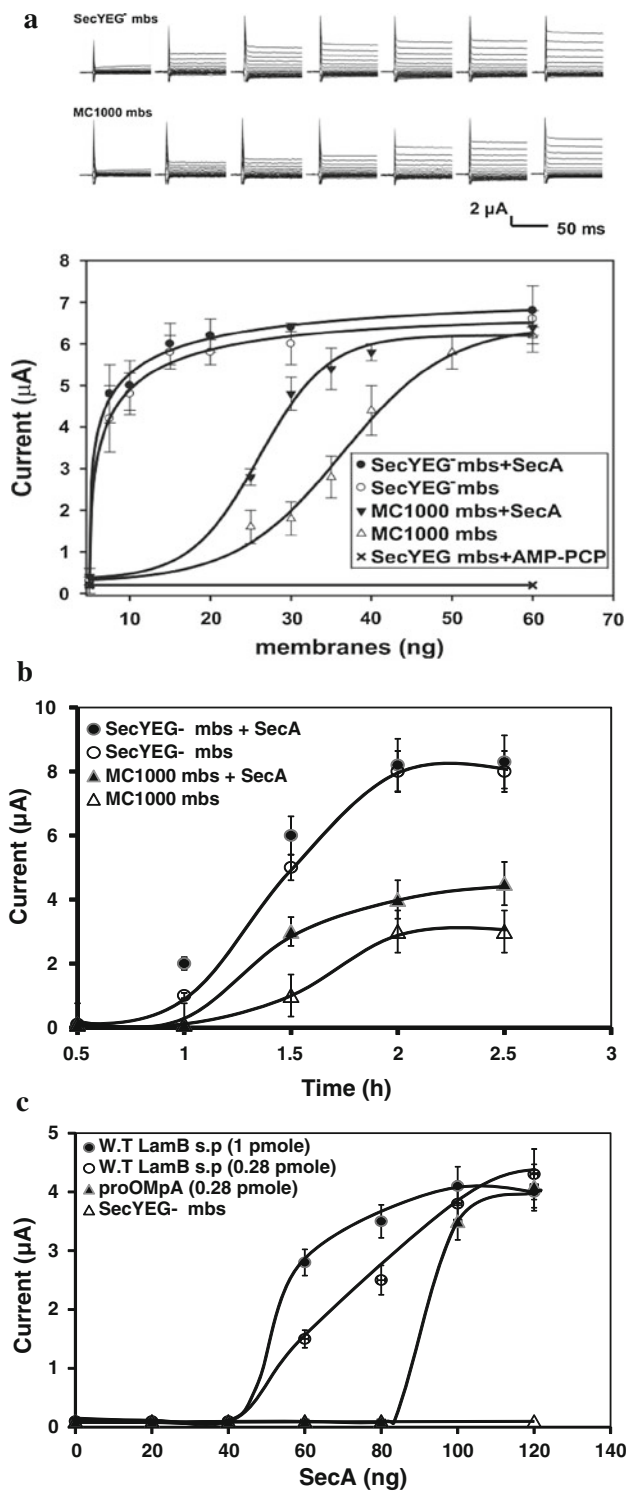 a
SecYEG- mbs
MC1000 mbs
2 μA
50 ms
8
7
6
5
4
3
2
1
0
Current (μA)
SecYEG- mbs+SecA
SecYEG- mbs
MC1000 mbs+SecA
MC1000 mbs
SecYEG mbs+AMP-PCP
10 20 30 40 50 60 70
membranes (ng)
b
10
8
6
4
2
0
Current (μA)
SecYEG- mbs + SecA
SecYEG- mbs
MC1000 mbs + SecA
MC1000 mbs
0.5 1 1.5 2 2.5 3
Time (h)
c
5
4
3
2
1
0
Current (μA)
W.T LamB s.p (1 pmole)
W.T LamB s.p (0.28 pmole)
proOMpA (0.28 pmole)
SecYEG- mbs
0 20 40 60 80 100 120 140
SecA (ng)